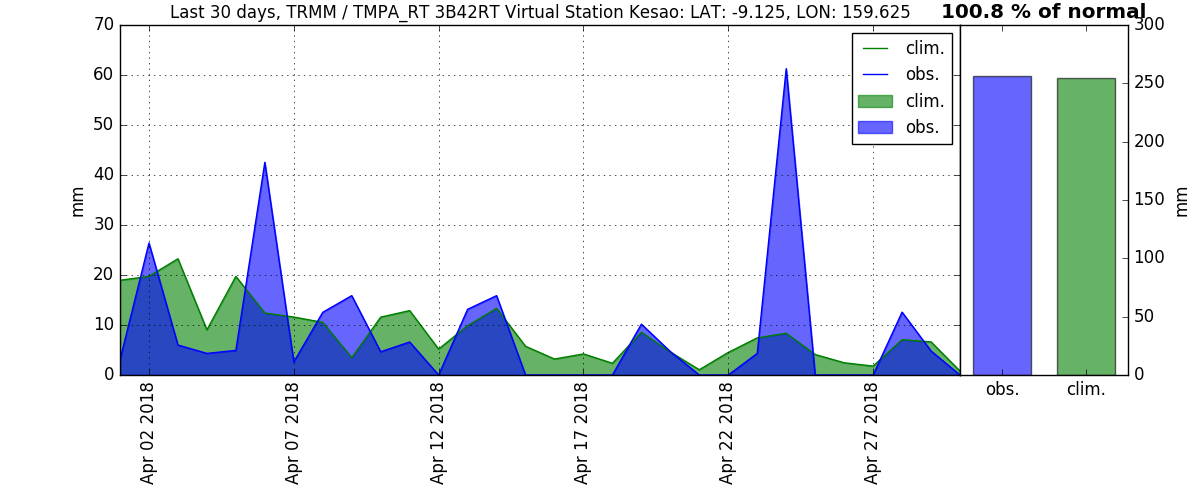 Last 30 days, TRMM / TMPA_RT 3B42RT Virtual Station Kesao: LAT: -9.125, LON: 159.625
100.8 % of normal
70
60
50
40
30
20
10
0
mm
clim.
obs.
clim.
obs.
300
250
200
150
100
50
0
mm
obs.
clim.
Apr 02 2018
Apr 07 2018
Apr 12 2018
Apr 17 2018
Apr 22 2018
Apr 27 2018